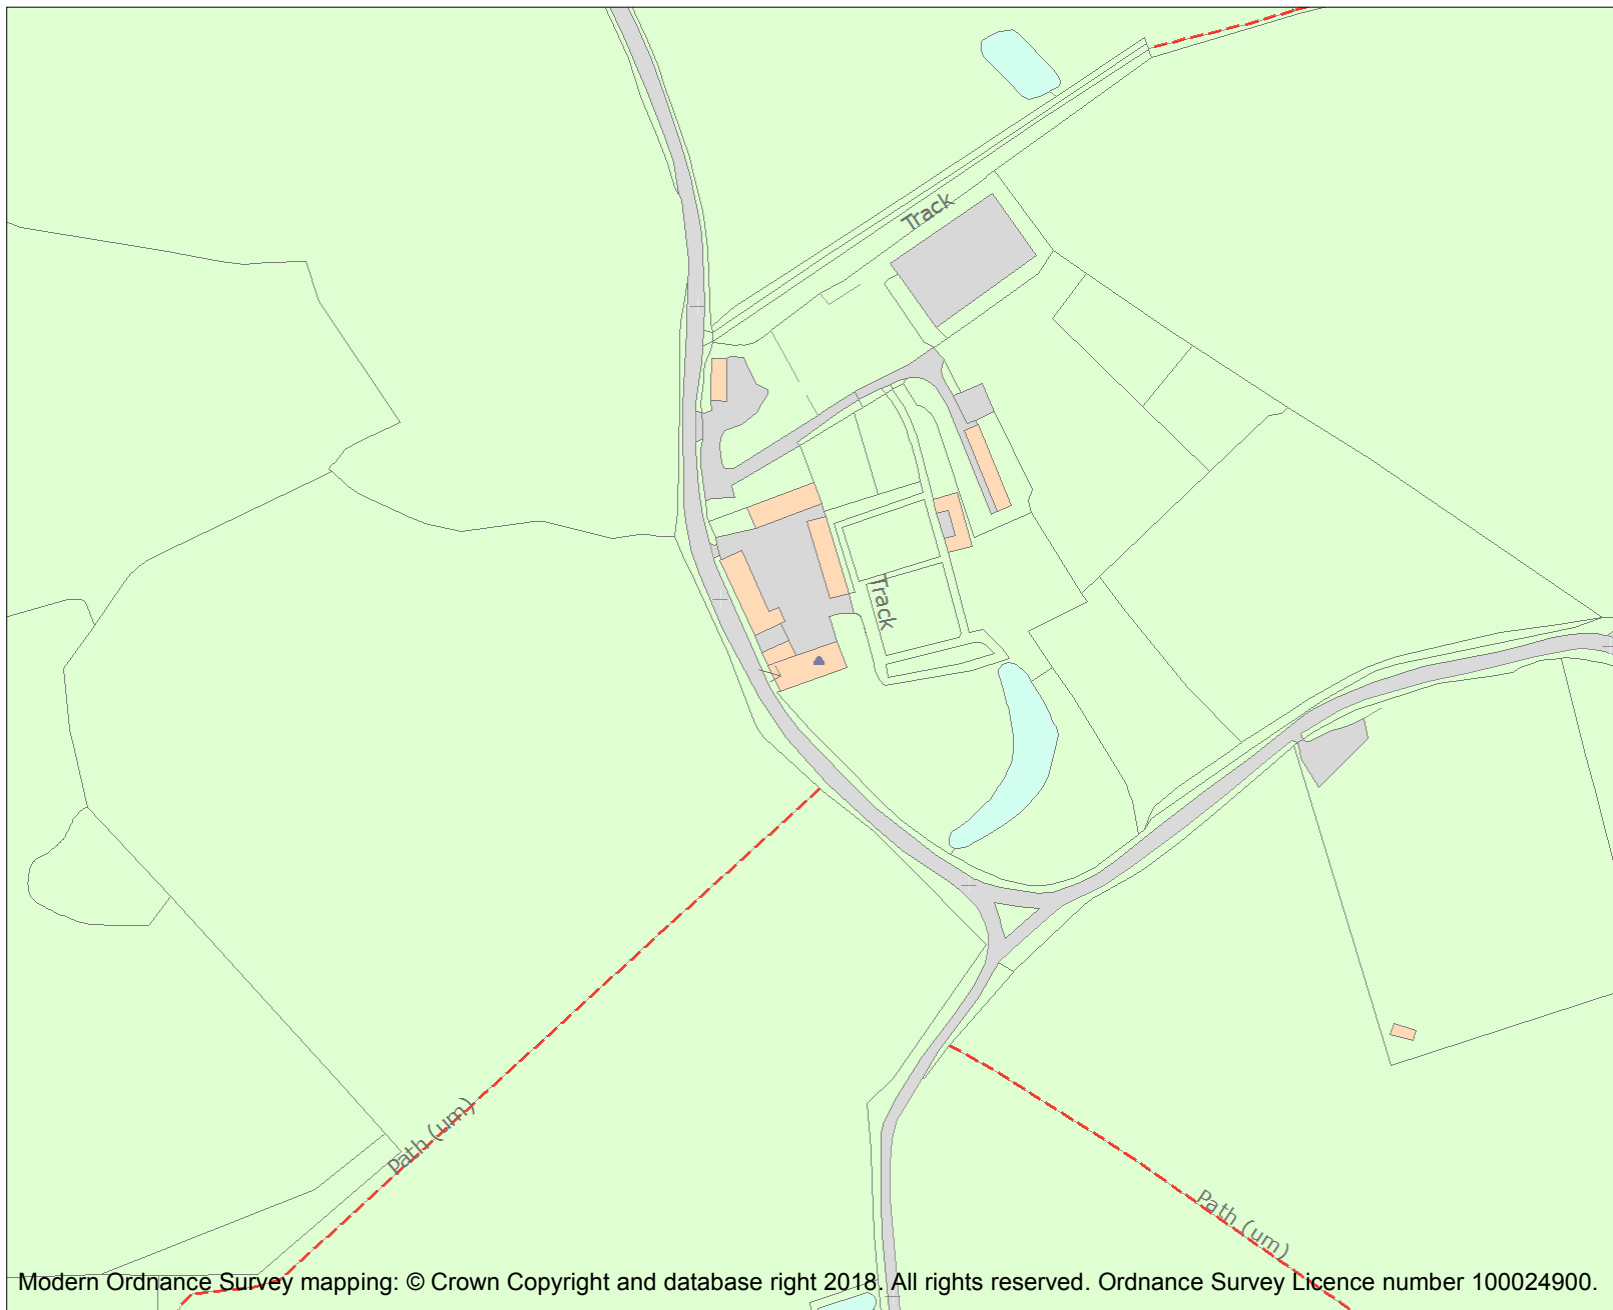 Track
Track
Path (um)
Path (um)
Modern Ordnance Survey mapping: © Crown Copyright and database right 2018. All rights reserved. Ordnance Survey Licence number 100024900.